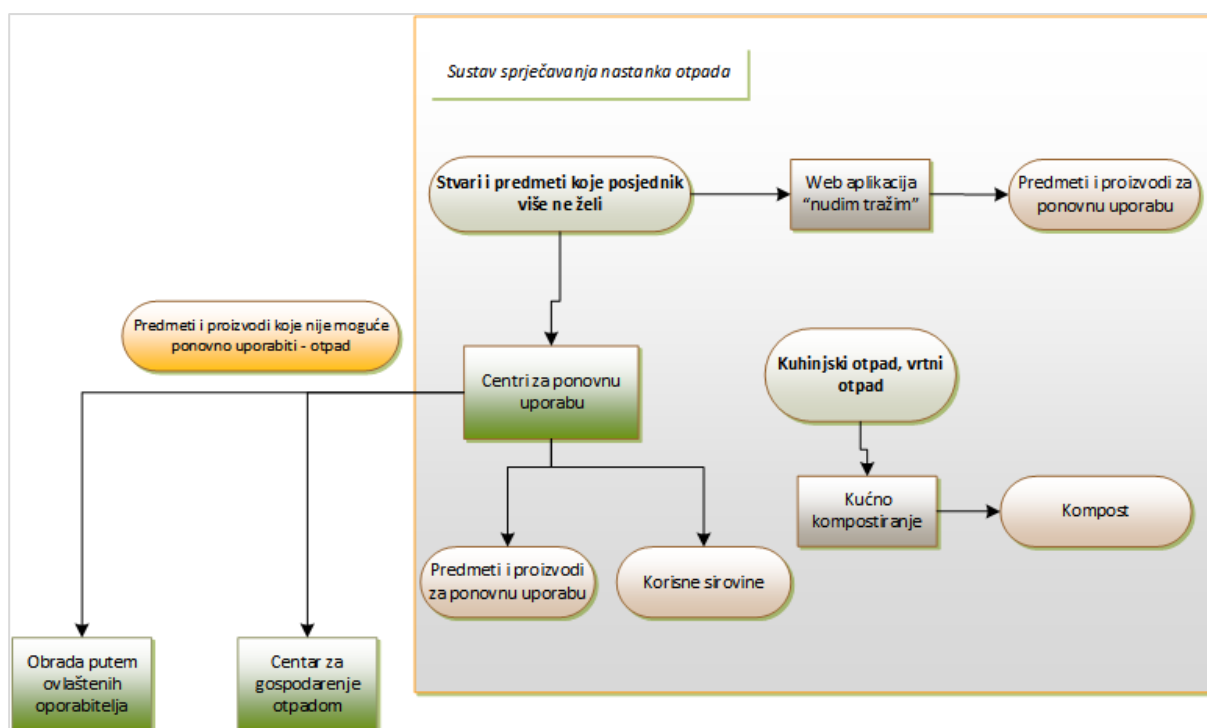 Sustav sprječavanja nastanka otpada
Stvari i predmeti koje posjednik
više ne želi
Web aplikacija
“nudim tražim”
Predmeti i proizvodi za
ponovnu uporabu
Predmeti i proizvodi koje nije moguće
ponovno uporabiti - otpad
Centri za ponovnu
uporabu
Kuhinjski otpad, vrtni
otpad
Kućno
kompostiranje
Kompost
Predmeti i proizvodi
za ponovnu uporabu
Korisne sirovine
Obrada putem
ovlaštenih
oporabitelja
Centar za
gospodarenje
otpadom